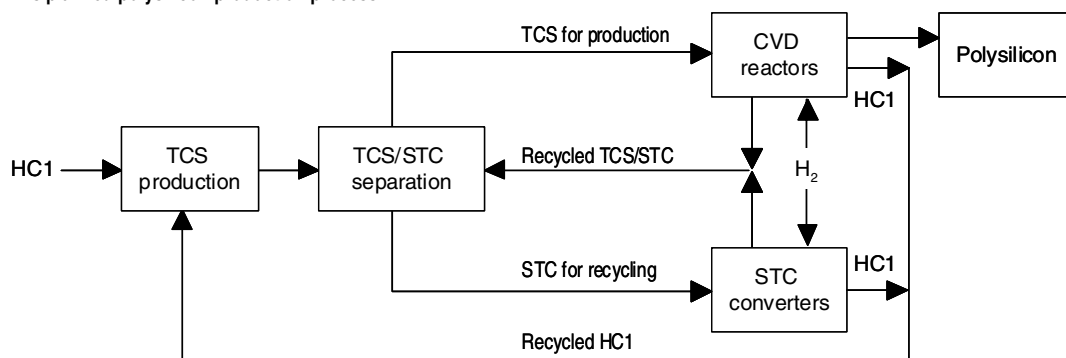 TCS for production
CVD
reactors
Polysilicon
HC1
HC1
TCS
production
TCS/STC
separation
Recycled TCS/STC
H₂
STC for recycling
STC
converters
HC1
Recycled HC1